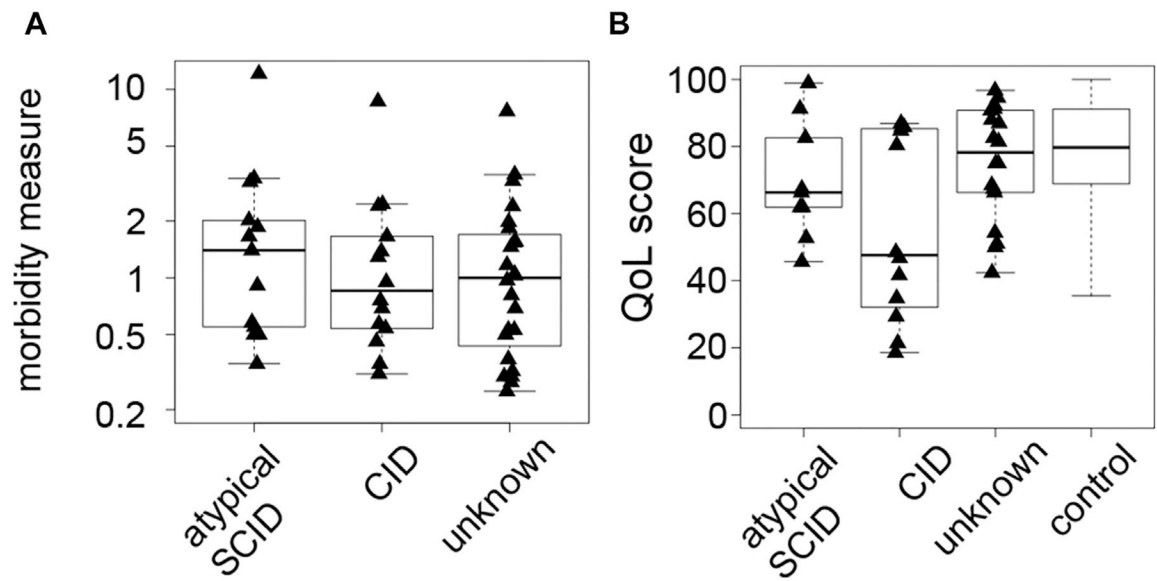 A
morbidity measure
10
5
2
1
0.5
0.2
atypical
SCID
CID
unknown
B
QoL score
100
80
60
40
20
0
atypical
SCID
CID
unknown
control